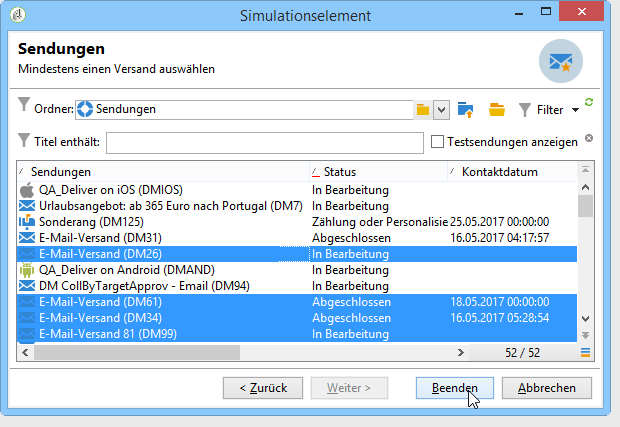 Simulationselement
Sendungen
Mindestens einen Versand auswählen
Ordner: Sendungen Filter
Titel enthält: Testsendungen anzeigen
Sendungen Status Kontaktdatum
QA_Deliver on iOS (DMIOS) In Bearbeitung
Urlaubsangebot: ab 365 Euro nach Portugal (DM7) In Bearbeitung
Sonderang (DM125) Zählung oder Personalisie 25.05.2017 00:00:00
E-Mail-Versand (DM31) Abgeschlossen 16.05.2017 04:17:57
E-Mail-Versand (DM26) In Bearbeitung
QA_Deliver on Android (DMAND) In Bearbeitung
DM CollByTargetApprov - Email (DM94) In Bearbeitung
E-Mail-Versand (DM61) Abgeschlossen 18.05.2017 00:00:00
E-Mail-Versand (DM34) Abgeschlossen 16.05.2017 05:28:54
E-Mail-Versand 81 (DM99) In Bearbeitung
52 / 52
< Zurück Weiter > Beenden Abbrechen